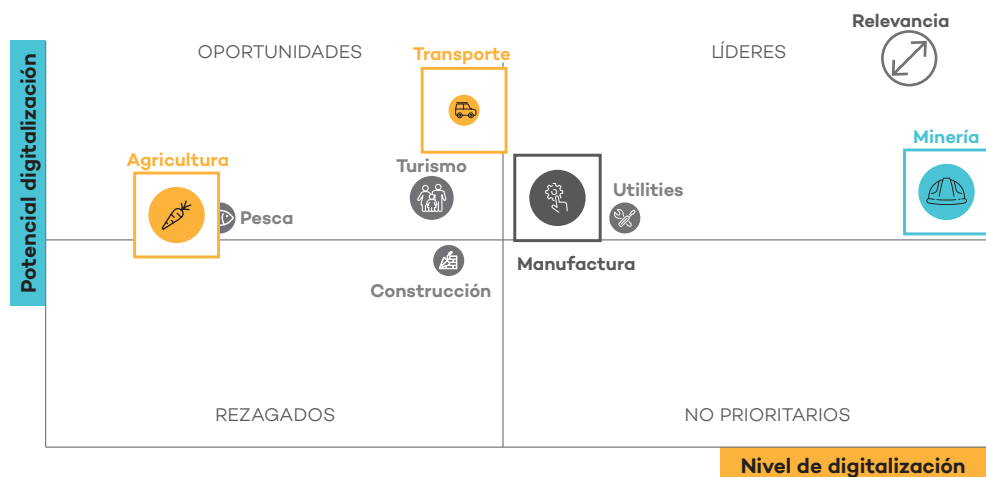 Relevancia
OPORTUNIDADES
Transporte
LÍDERES
Potencial digitalización
Agricultura
Turismo
Utilities
Minería
Pesca
Manufactura
Construcción
REZAGADOS
NO PRIORITARIOS
Nivel de digitalización